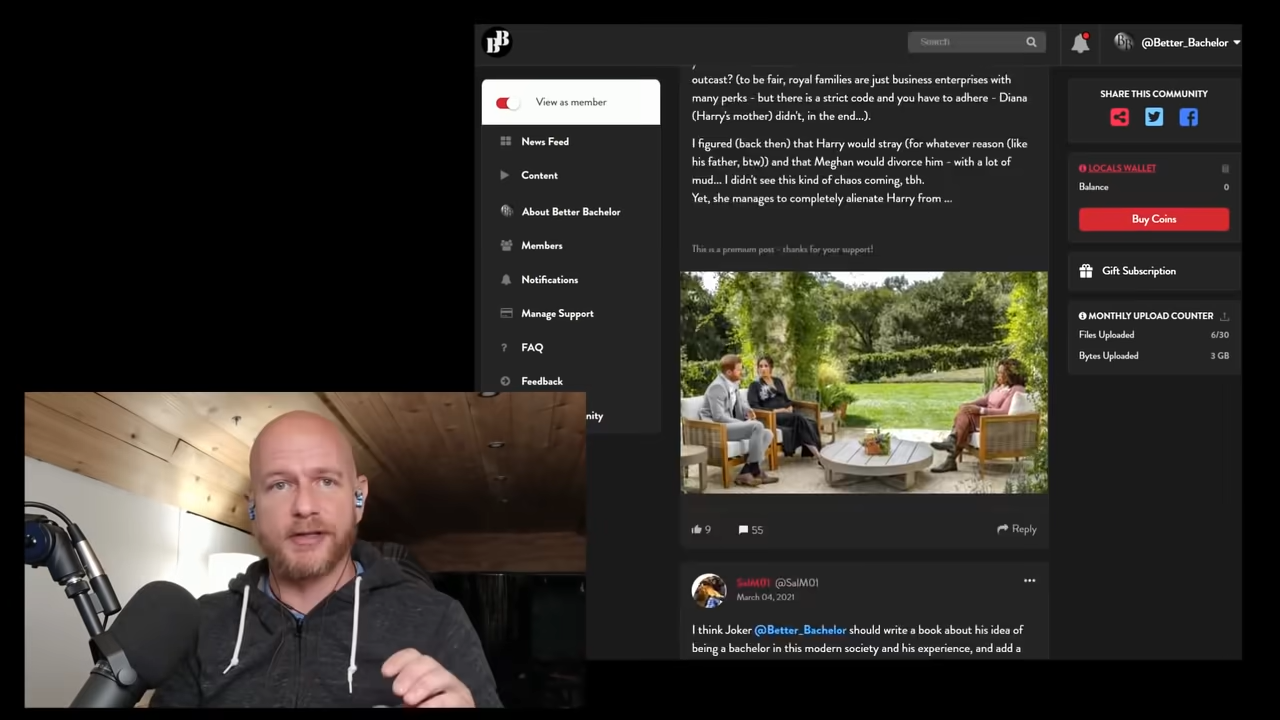 BB
Search
@Better_Bachelor
View as member
News Feed
Content
About Better Bachelor
Members
Notifications
Manage Support
FAQ
Feedback
nity
outcast? (to be fair, royal families are just business enterprises with
many perks - but there is a strict code and you have to adhere - Diana
(Harry's mother) didn't, in the end...).
I figured (back then) that Harry would stray (for whatever reason (like
his father, btw)) and that Meghan would divorce him - with a lot of
mud... I didn't see this kind of chaos coming, tbh.
Yet, she manages to completely alienate Harry from ...
This is a premium post - thanks for your support!
9
55
Reply
SalM01 @SalM01
March 04, 2021
I think Joker @Better_Bachelor should write a book about his idea of
being a bachelor in this modern society and his experience, and add a
SHARE THIS COMMUNITY
LOCALS WALLET
Balance 0
Buy Coins
Gift Subscription
MONTHLY UPLOAD COUNTER
Files Uploaded 6/30
Bytes Uploaded 3 GB